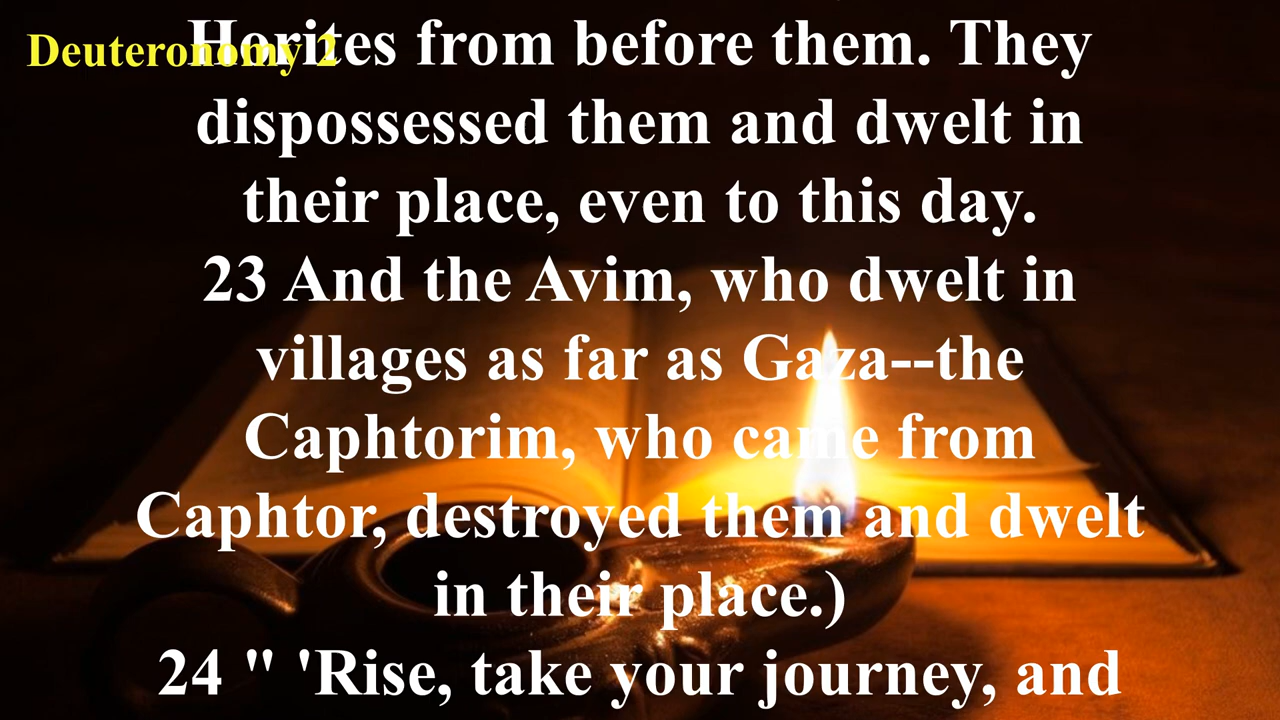 Deuteronomy 2
Horites from before them. They
dispossessed them and dwelt in
their place, even to this day.
23 And the Avim, who dwelt in
villages as far as Gaza--the
Caphtorim, who came from
Caphtor, destroyed them and dwelt
in their place.)
24 " 'Rise, take your journey, and